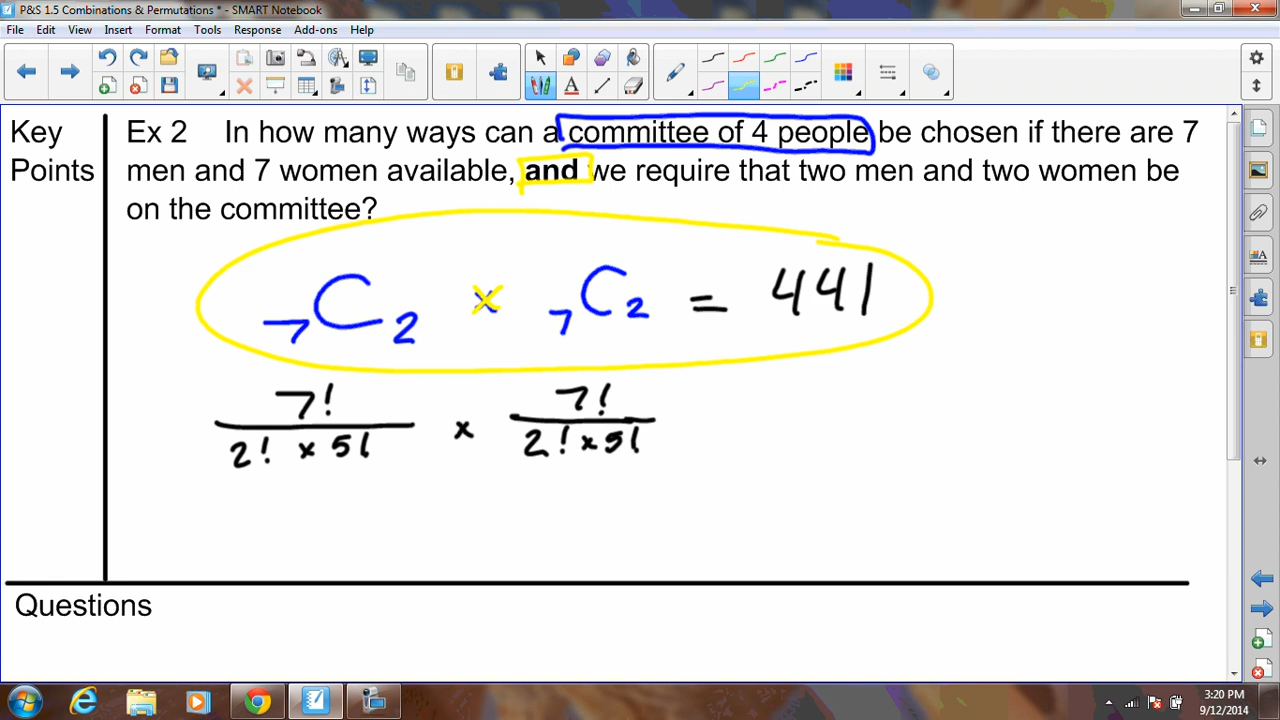 P&S 1.5 Combinations & Permutations * - SMART Notebook
File Edit View Insert Format Tools Response Add-ons Help
Key Points
Ex 2 In how many ways can a committee of 4 people be chosen if there are 7
men and 7 women available, and we require that two men and two women be
on the committee?
7C2 x 7C2 = 441
7! 7!
2! x 5! x 2! x 5!
Questions
3:20 PM
9/12/2014